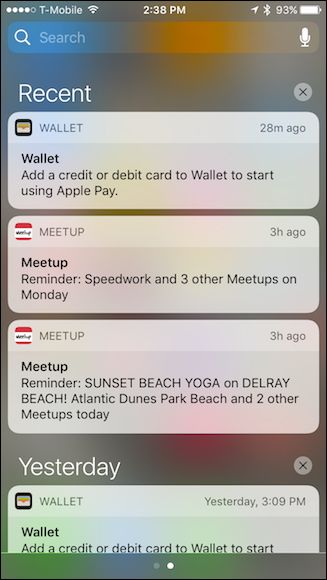 T-Mobile 2:38 PM 93%
Search
Recent
WALLET 28m ago
Wallet
Add a credit or debit card to Wallet to start
using Apple Pay.
Meetup MEETUP 3h ago
Meetup
Reminder: Speedwork and 3 other Meetups on
Monday
Meetup MEETUP 3h ago
Meetup
Reminder: SUNSET BEACH YOGA on DELRAY
BEACH! Atlantic Dunes Park Beach and 2 other
Meetups today
Yesterday
WALLET Yesterday, 3:09 PM
Wallet
Add a credit or debit card to Wallet to start